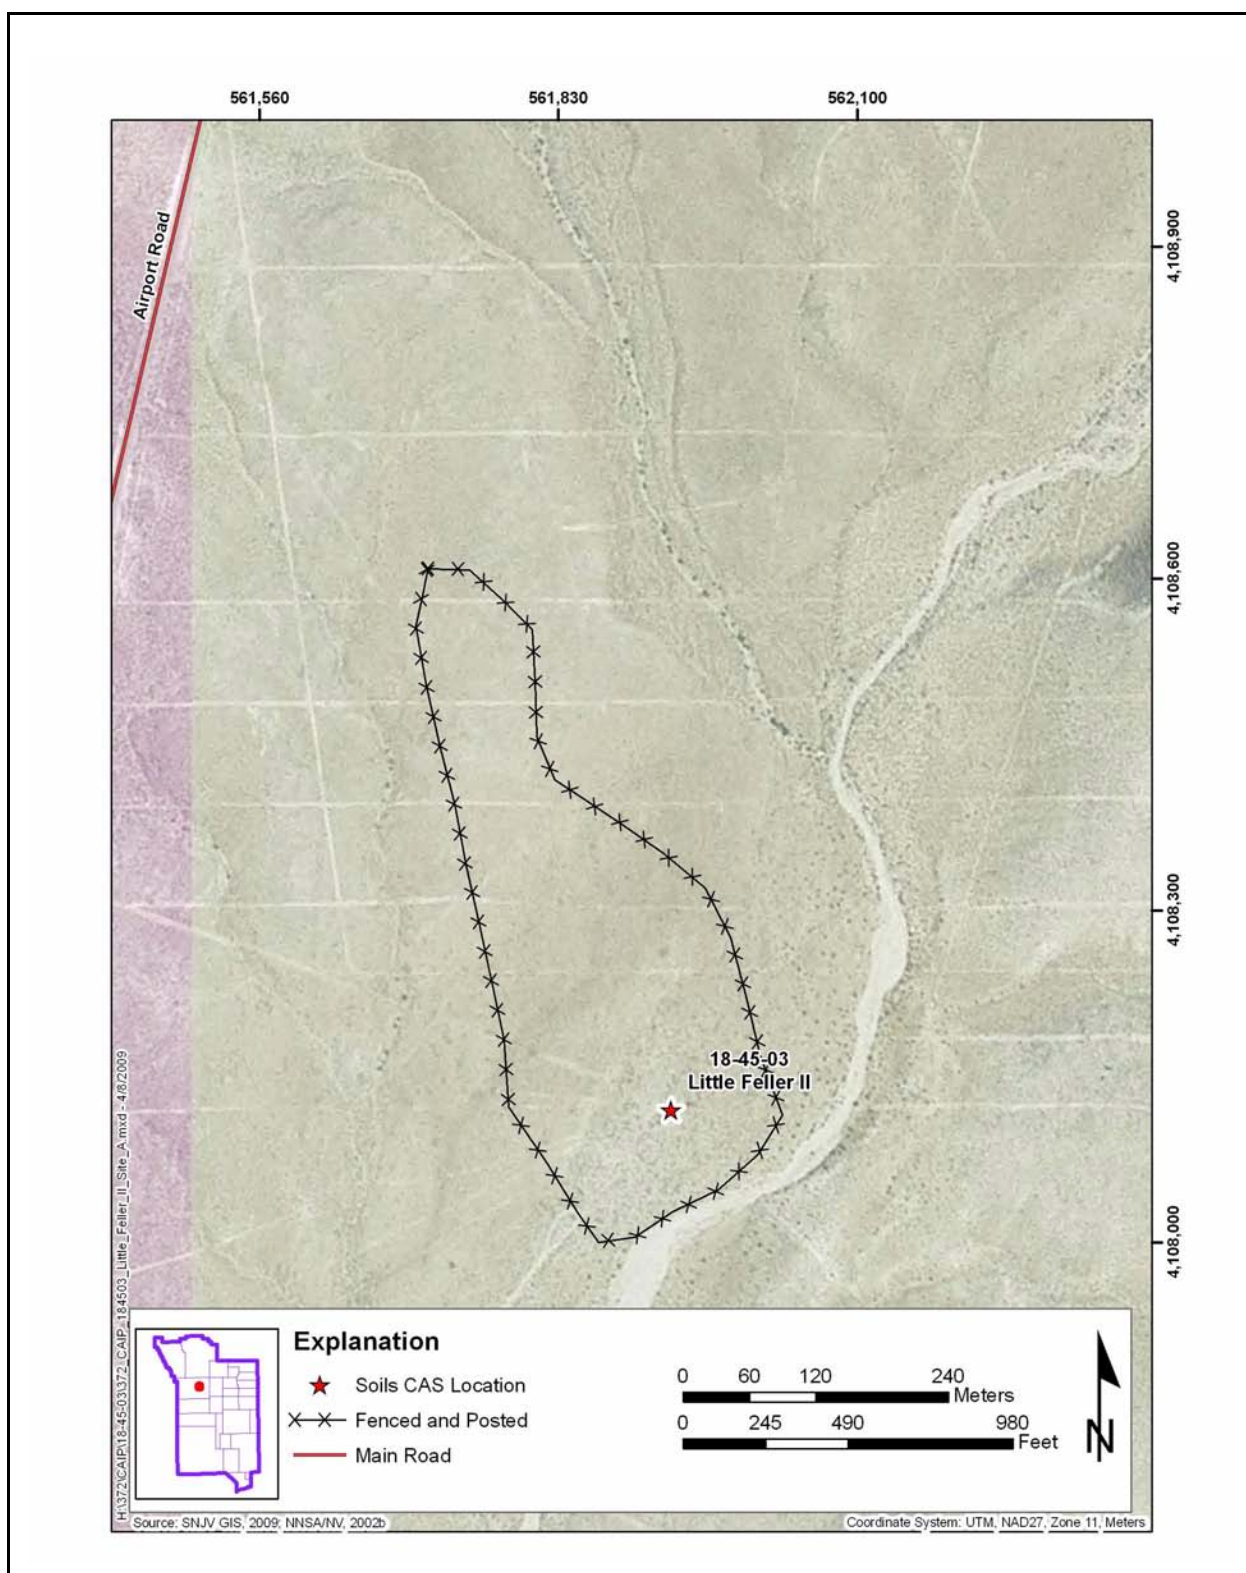 561,560
561,830
562,100
Airport Road
4,108,900
4,108,600
4,108,300
4,108,000
18-45-03
Little Feller II
H:\372\CAIP\18-45-03\372_CAIP_184503_Little_Feller_II_Site_A.mxd - 4/8/2009
Explanation
Soils CAS Location
Fenced and Posted
Main Road
0 60 120 240
Meters
0 245 490 980
Feet
N
Source: SNJV GIS, 2009; NNSA/NV, 2002b
Coordinate System: UTM, NAD27, Zone 11, Meters